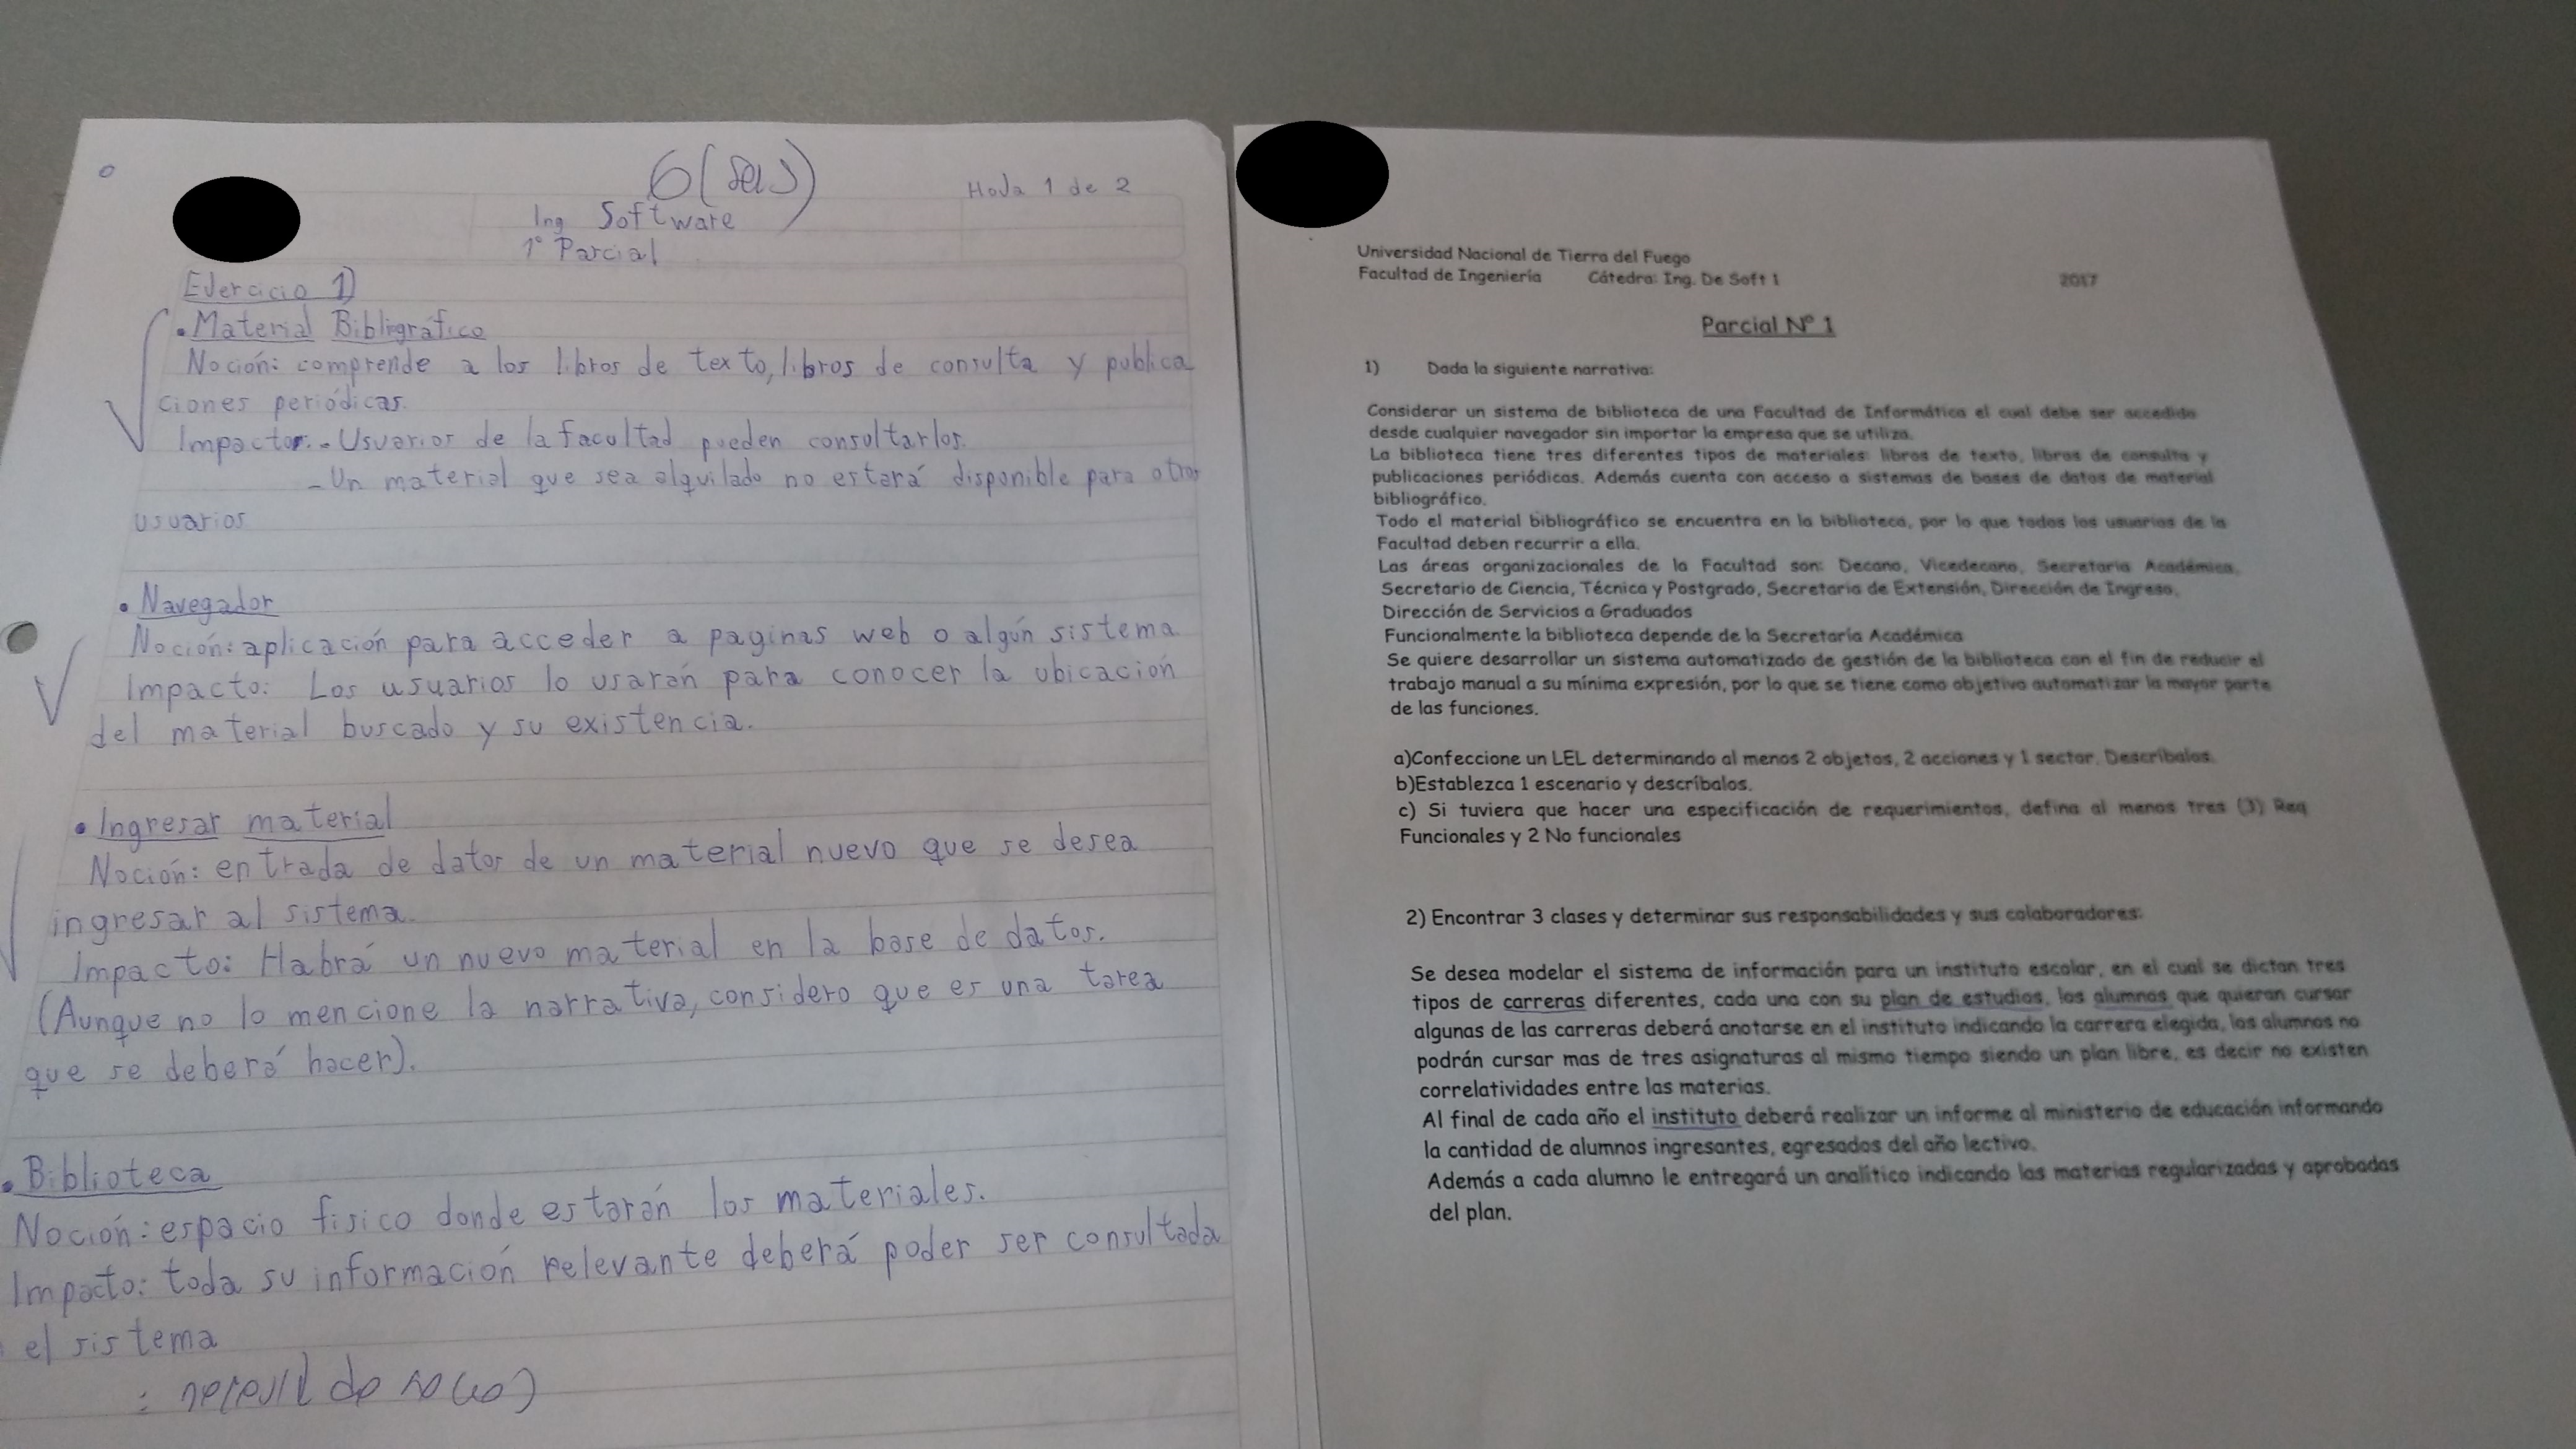 6 (seis)
Hoja 1 de 2
Ing Software
1° Parcial
Ejercicio 1)
• Material Bibligráfico
Noción: comprende a los libros de texto, libros de consulta y publica
ciones periódicas.
Impacto: - Usuarios de la facultad pueden consultarlos.
- Un material que sea alquilado no estará disponible para otros
usuarios
• Navegador
Noción: aplicación para acceder a paginas web o algún sistema
Impacto: Los usuarios lo usarán para conocer la ubicación
del material buscado y su existencia.
• Ingresar material
Noción: entrada de datos de un material nuevo que se desea
ingresar al sistema.
Impacto: Habrá un nuevo material en la base de datos.
(Aunque no lo mencione la narrativa, considero que es una tarea
que se deberá hacer).
• Biblioteca
Noción: espacio fisico donde estarán los materiales.
Impacto: toda su información relevante deberá poder ser consultada
el sistema
Universidad Nacional de Tierra del Fuego
Facultad de Ingeniería Cátedra: Ing. De Soft 1 2017
Parcial Nº 1
1) Dada la siguiente narrativa:
Considerar un sistema de biblioteca de una Facultad de Informática el cual debe ser accedido
desde cualquier navegador sin importar la empresa que se utiliza.
La biblioteca tiene tres diferentes tipos de materiales: libros de texto, libros de consulta y
publicaciones periódicas. Además cuenta con acceso a sistemas de bases de datos de material
bibliográfico.
Todo el material bibliográfico se encuentra en la biblioteca, por lo que todos los usuarios de la
Facultad deben recurrir a ella.
Las áreas organizacionales de la Facultad son: Decano, Vicedecano, Secretaria Académica,
Secretario de Ciencia, Técnica y Postgrado, Secretaria de Extensión, Dirección de Ingreso,
Dirección de Servicios a Graduados
Funcionalmente la biblioteca depende de la Secretaría Académica
Se quiere desarrollar un sistema automatizado de gestión de la biblioteca con el fin de reducir el
trabajo manual a su mínima expresión, por lo que se tiene como objetivo automatizar la mayor parte
de las funciones.
a)Confeccione un LEL determinando al menos 2 objetos, 2 acciones y 1 sector. Descríbalos.
b)Establezca 1 escenario y descríbalos.
c) Si tuviera que hacer una especificación de requerimientos, defina al menos tres (3) Req
Funcionales y 2 No funcionales
2) Encontrar 3 clases y determinar sus responsabilidades y sus colaboradores:
Se desea modelar el sistema de información para un instituto escolar, en el cual se dictan tres
tipos de carreras diferentes, cada una con su plan de estudios, los alumnos que quieran cursar
algunas de las carreras deberá anotarse en el instituto indicando la carrera elegida, los alumnos no
podrán cursar mas de tres asignaturas al mismo tiempo siendo un plan libre, es decir no existen
correlatividades entre las materias.
Al final de cada año el instituto deberá realizar un informe al ministerio de educación informando
la cantidad de alumnos ingresantes, egresados del año lectivo.
Además a cada alumno le entregará un analítico indicando las materias regularizadas y aprobadas
del plan.